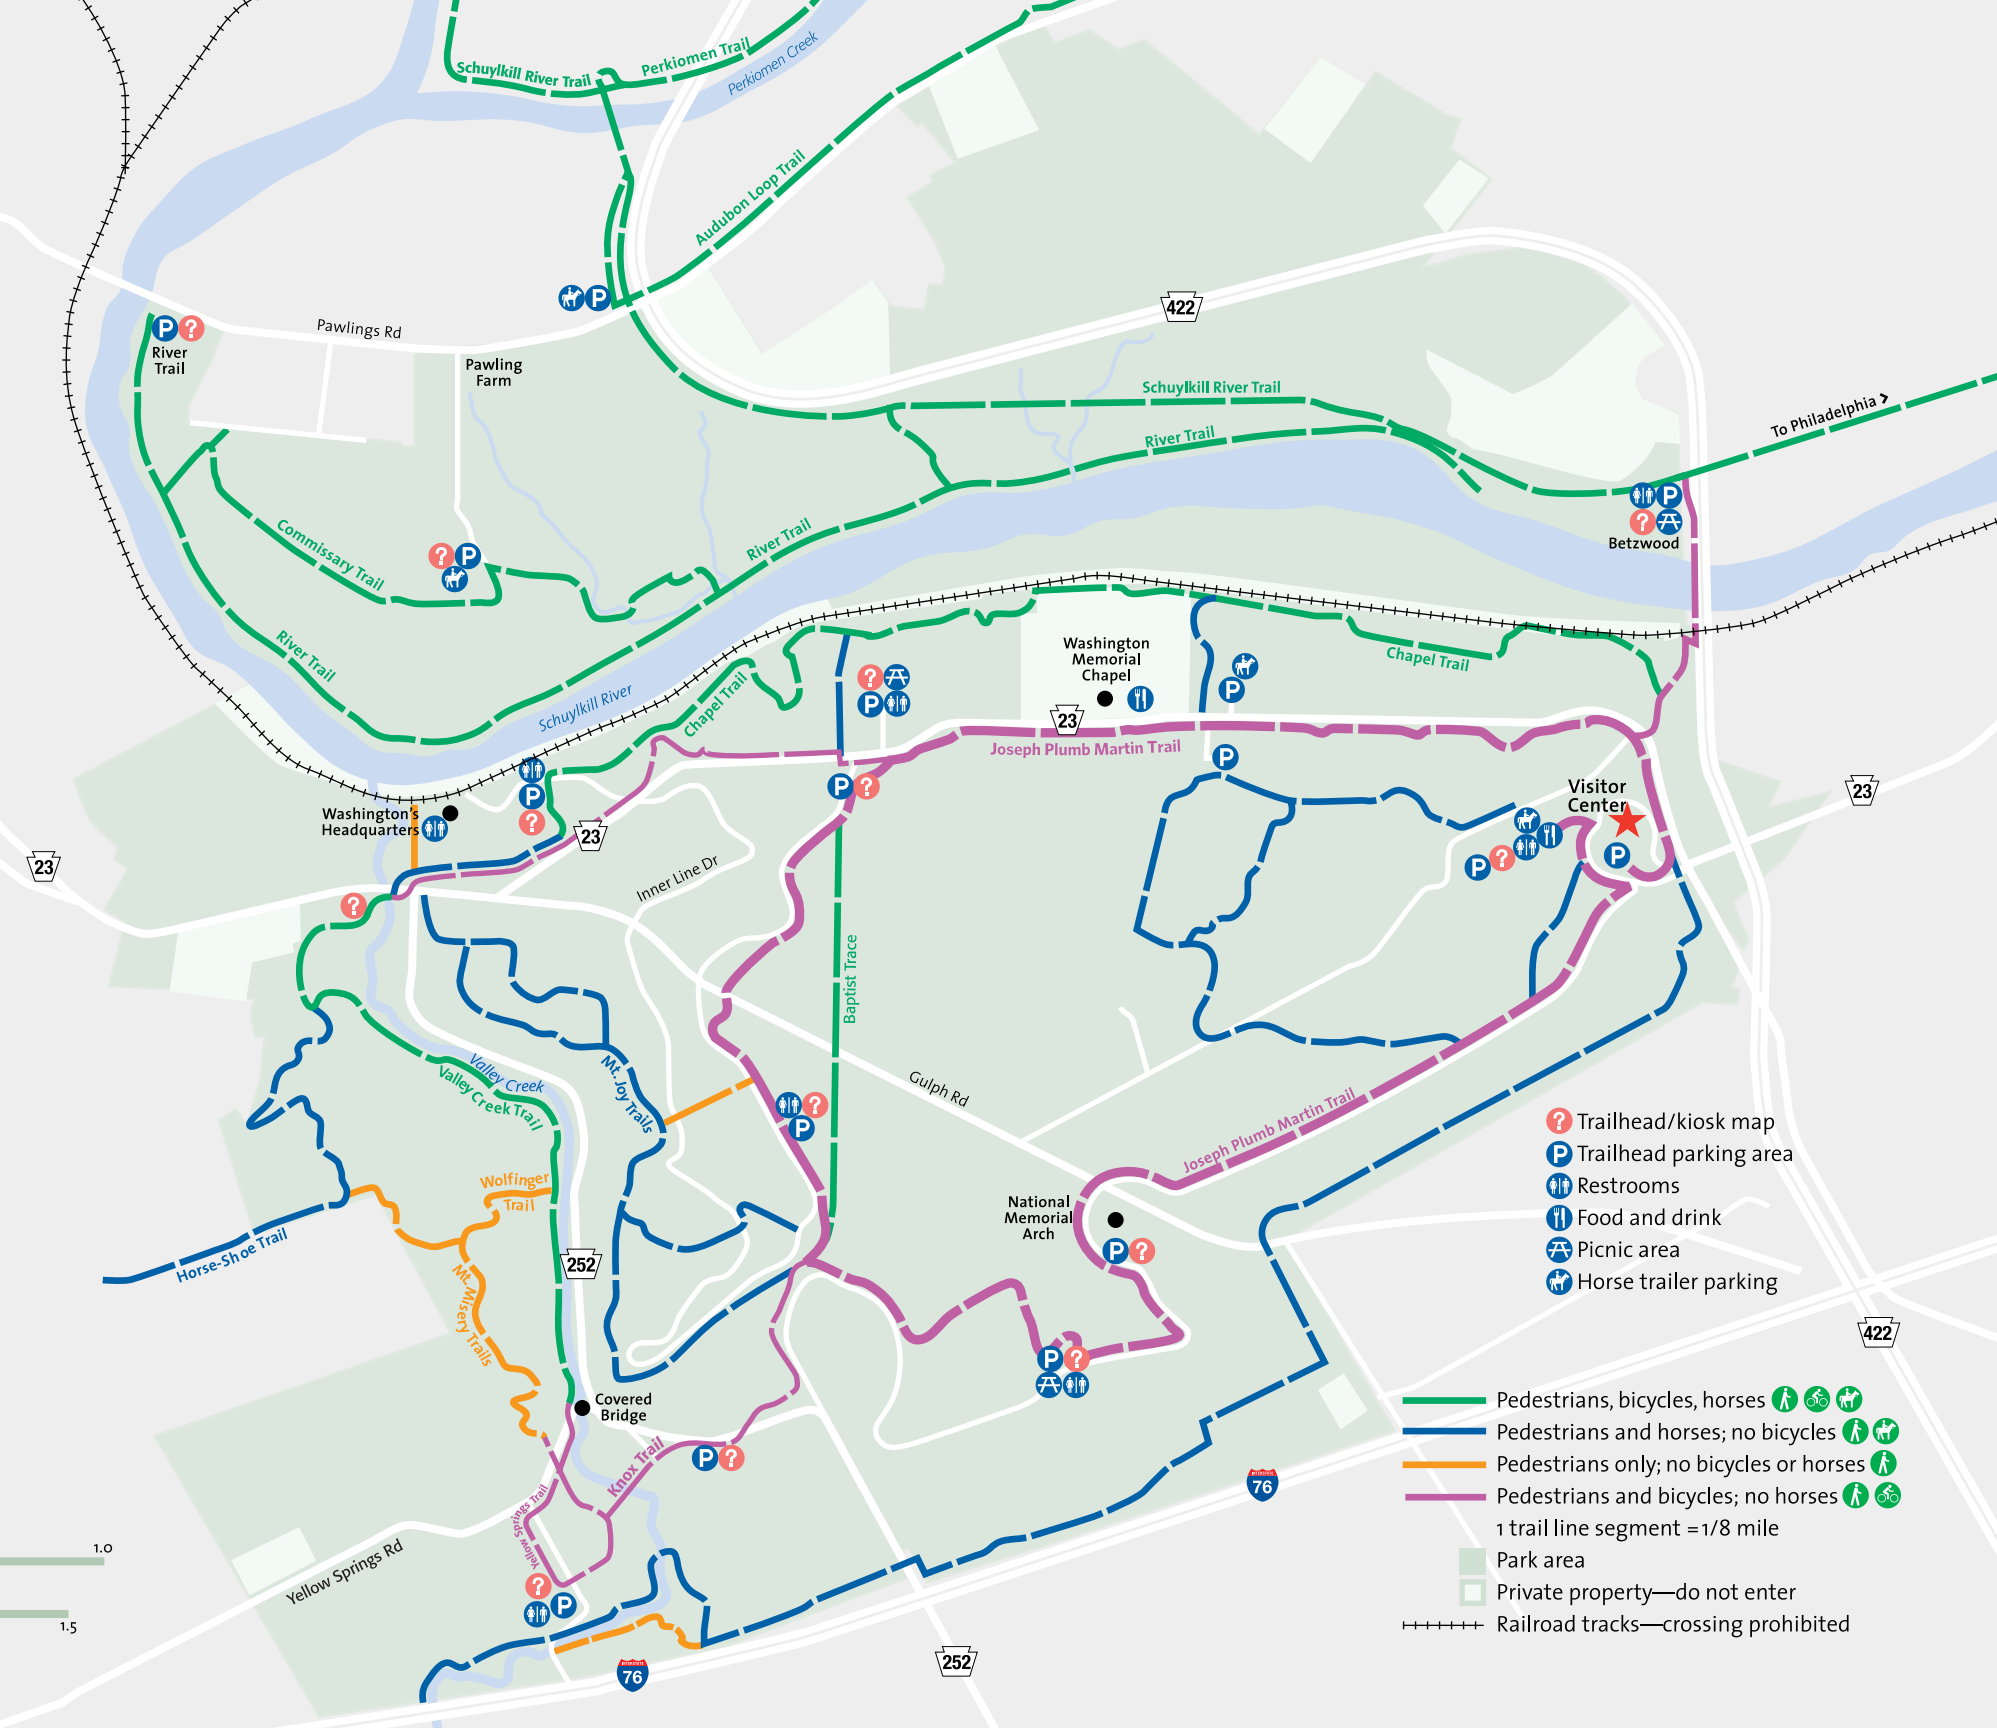 Schuylkill River Trail
Perkiomen Trail
Perkiomen Creek
Audubon Loop Trail
P
422
Pawlings Rd
P ?
River
Trail
Pawling
Farm
Schuylkill River Trail
To Philadelphia
River Trail
P
?
Betzwood
Commissary Trail
? P
River Trail
River Trail
Schuylkill River
Chapel Trail
?
P
Washington
Memorial
Chapel
23
P
Chapel Trail
Joseph Plumb Martin Trail
P
P ?
P
?
Washington's
Headquarters
23
23
Visitor
Center
P
P ?
23
Inner Line Dr
?
Baptist Trace
Valley Creek
Valley Creek Trail
Mt. Joy Trails
Gulph Rd
?
P
Joseph Plumb Martin Trail
Wolfinger
Trail
Horse-Shoe Trail
Mt. Misery Trails
252
National
Memorial
Arch
P ?
P ?
Covered
Bridge
Knox Trail
P ?
Yellow Springs Trail
Yellow Springs Rd
?
P
INTERSTATE
76
INTERSTATE
76
252
422
1.0
1.5
? Trailhead/kiosk map
P Trailhead parking area
Restrooms
Food and drink
Picnic area
Horse trailer parking
Pedestrians, bicycles, horses
Pedestrians and horses; no bicycles
Pedestrians only; no bicycles or horses
Pedestrians and bicycles; no horses
1 trail line segment = 1/8 mile
Park area
Private property—do not enter
Railroad tracks—crossing prohibited